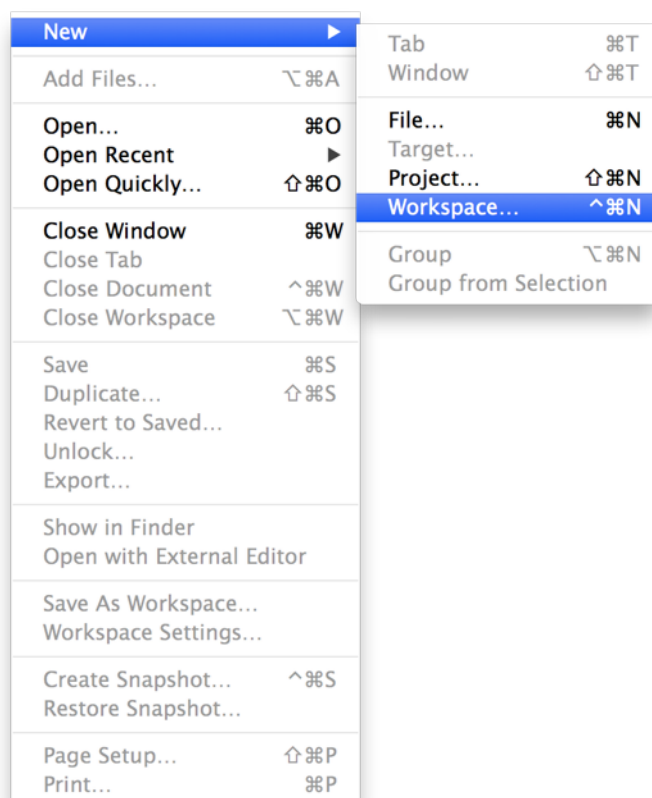 New ▶
Add Files... ⌥⌘A
Open... ⌘O
Open Recent ▶
Open Quickly... ⇧⌘O
Close Window ⌘W
Close Tab
Close Document ^⌘W
Close Workspace ⌥⌘W
Save ⌘S
Duplicate... ⇧⌘S
Revert to Saved...
Unlock...
Export...
Show in Finder
Open with External Editor
Save As Workspace...
Workspace Settings...
Create Snapshot... ^⌘S
Restore Snapshot...
Page Setup... ⇧⌘P
Print... ⌘P
Tab ⌘T
Window ⇧⌘T
File... ⌘N
Target...
Project... ⇧⌘N
Workspace... ^⌘N
Group ⌥⌘N
Group from Selection